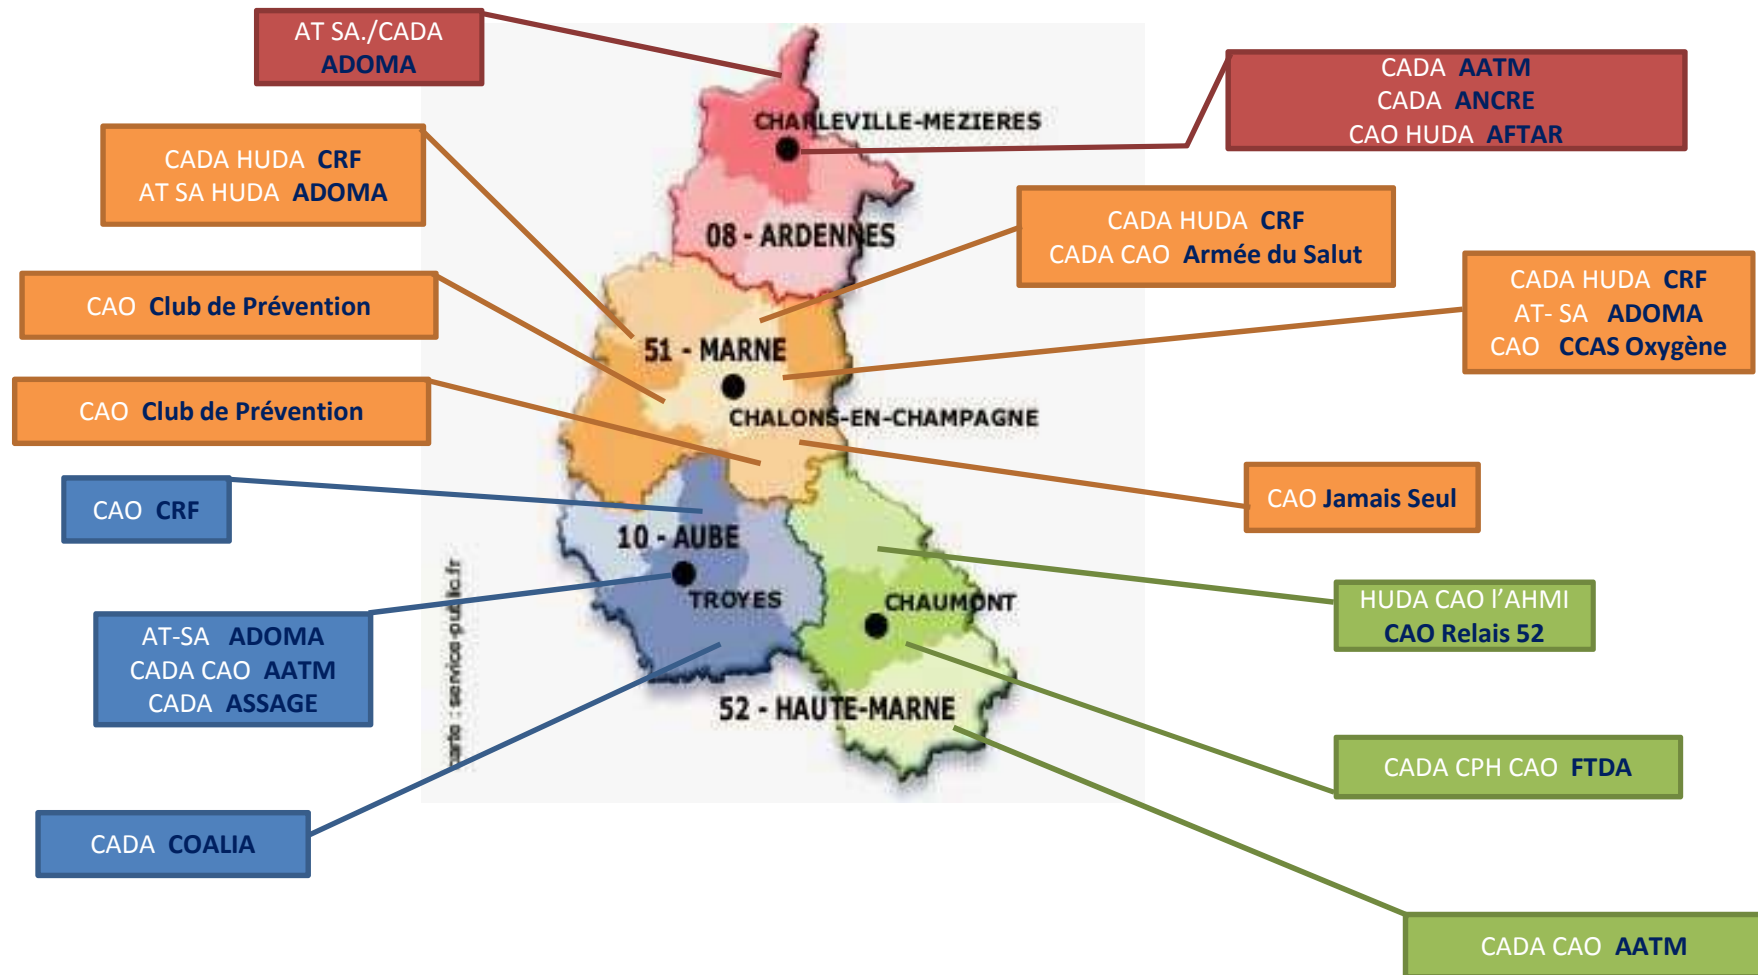 AT SA./CADA
ADOMA
CADA AATM
CADA ANCRE
CAO HUDA AFTAR
CHARLEVILLE-MEZIERES
CADA HUDA CRF
AT SA HUDA ADOMA
CADA HUDA CRF
CADA CAO Armée du Salut
08 - ARDENNES
CAO Club de Prévention
CADA HUDA CRF
AT- SA ADOMA
CAO CCAS Oxygène
51 - MARNE
CAO Club de Prévention
CHALONS-EN-CHAMPAGNE
CAO CRF
CAO Jamais Seul
10 - AUBE
TROYES
CHAUMONT
HUDA CAO l’AHMI
CAO Relais 52
AT-SA ADOMA
CADA CAO AATM
CADA ASSAGE
carte : service-public.fr
52 - HAUTE-MARNE
CADA CPH CAO FTDA
CADA COALIA
CADA CAO AATM